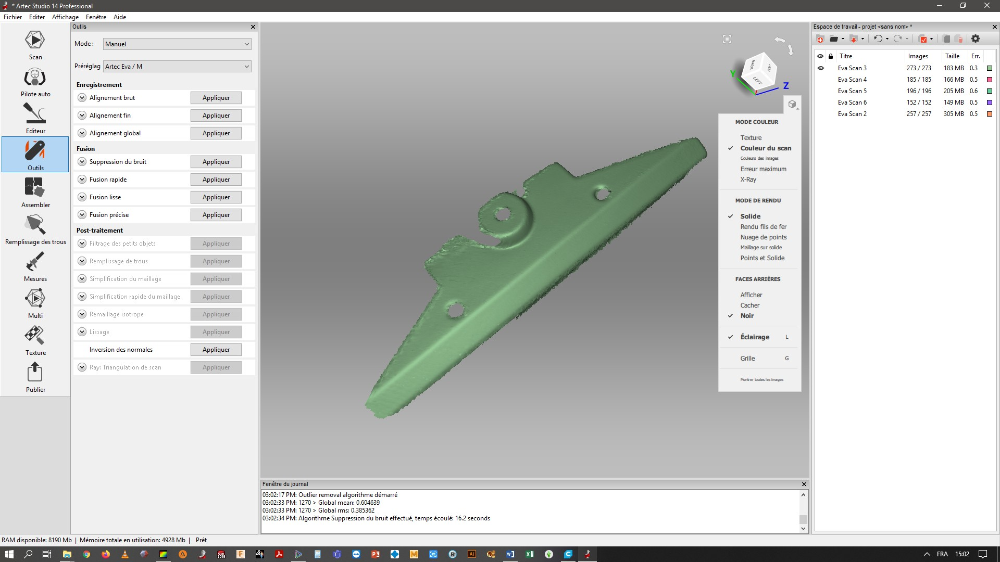 * Artec Studio 14 Professional
Fichier Editer Affichage Fenêtre Aide
Scan
Pilote auto
Editeur
Outils
Assembler
Remplissage des trous
Mesures
Multi
Texture
Publier
Outils
Mode : Manuel
Préréglag Artec Eva / M
Enregistrement
Alignement brut Appliquer
Alignement fin Appliquer
Alignement global Appliquer
Fusion
Suppression du bruit Appliquer
Fusion rapide Appliquer
Fusion lisse Appliquer
Fusion précise Appliquer
Post-traitement
Filtrage des petits objets Appliquer
Remplissage de trous Appliquer
Simplification du maillage Appliquer
Simplification rapide du maillage Appliquer
Remaillage isotrope Appliquer
Lissage Appliquer
Inversion des normales Appliquer
Ray: Triangulation de scan Appliquer
BACK
TOP
LEFT
Y
Z
MODE COULEUR
Texture
Couleur du scan
Couleurs des images
Erreur maximum
X-Ray
MODE DE RENDU
Solide
Rendu fils de fer
Nuage de points
Maillage sur solide
Points et Solide
FACES ARRIÈRES
Afficher
Cacher
Noir
Éclairage L
Grille G
Montrer toutes les images
Fenêtre du journal
03:02:17 PM: Outlier removal algorithme démarré
03:02:33 PM: 1270 > Global mean: 0.604639
03:02:33 PM: 1270 > Global rms: 0.385362
03:02:34 PM: Algorithme Suppression du bruit effectué, temps écoulé: 16.2 seconds
Espace de travail - projet <sans nom> *
Titre Images Taille Err.
Eva Scan 3 273 / 273 183 MB 0.3
Eva Scan 4 185 / 185 166 MB 0.5
Eva Scan 5 196 / 196 205 MB 0.6
Eva Scan 6 152 / 152 149 MB 0.5
Eva Scan 2 257 / 257 305 MB 0.5
RAM disponible: 8190 Mb | Mémoire totale en utilisation: 4928 Mb | Prêt
FRA 15:02